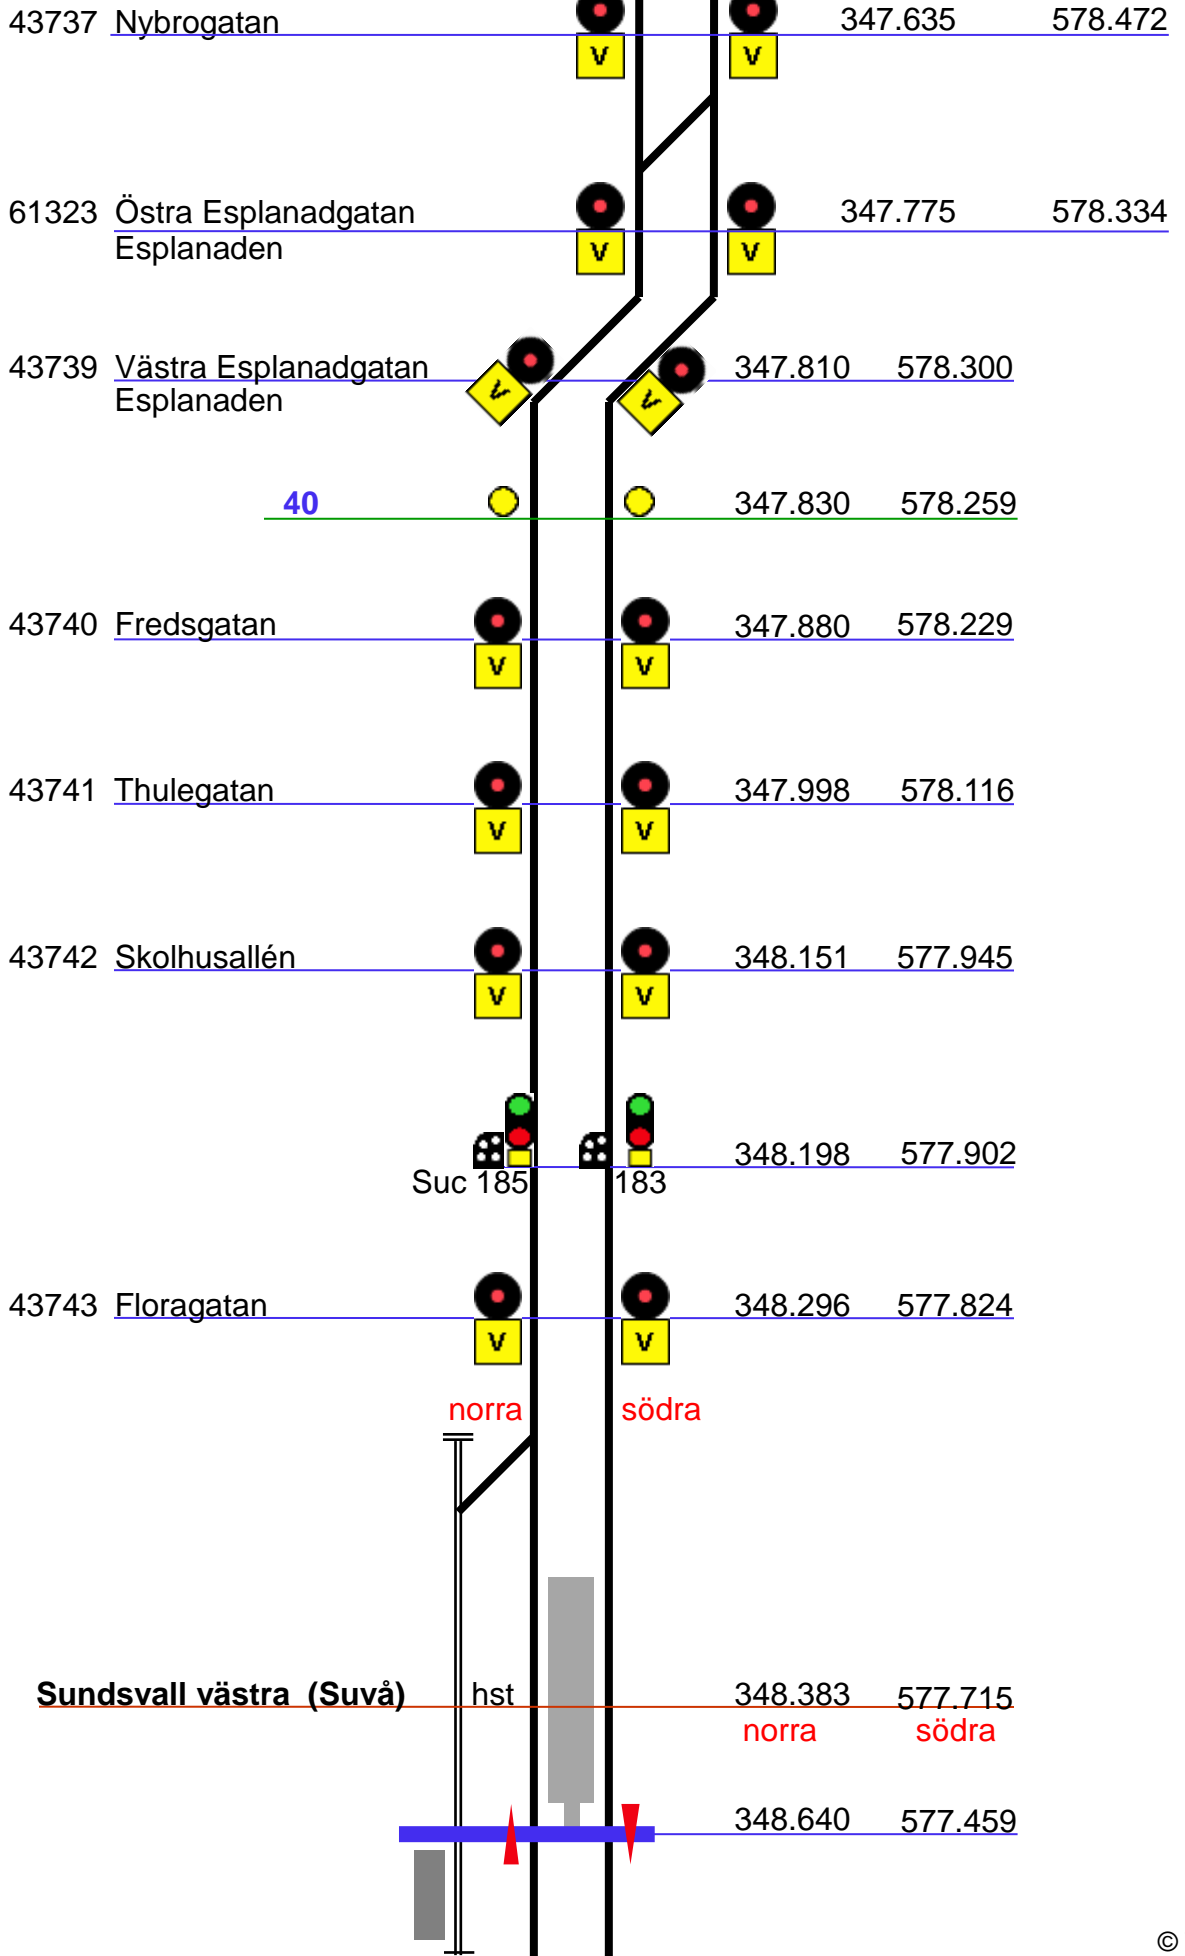 43737 Nybrogatan 347.635 578.472
V V
61323 Östra Esplanadgatan 347.775 578.334
Esplanaden
V V
43739 Västra Esplanadgatan 347.810 578.300
Esplanaden
V V
40 347.830 578.259
43740 Fredsgatan 347.880 578.229
V V
43741 Thulegatan 347.998 578.116
V V
43742 Skolhusallén 348.151 577.945
V V
348.198 577.902
Suc 185 183
43743 Floragatan 348.296 577.824
V V
norra södra
Sundsvall västra (Suvå) hst 348.383 577.715
norra södra
348.640 577.459
©